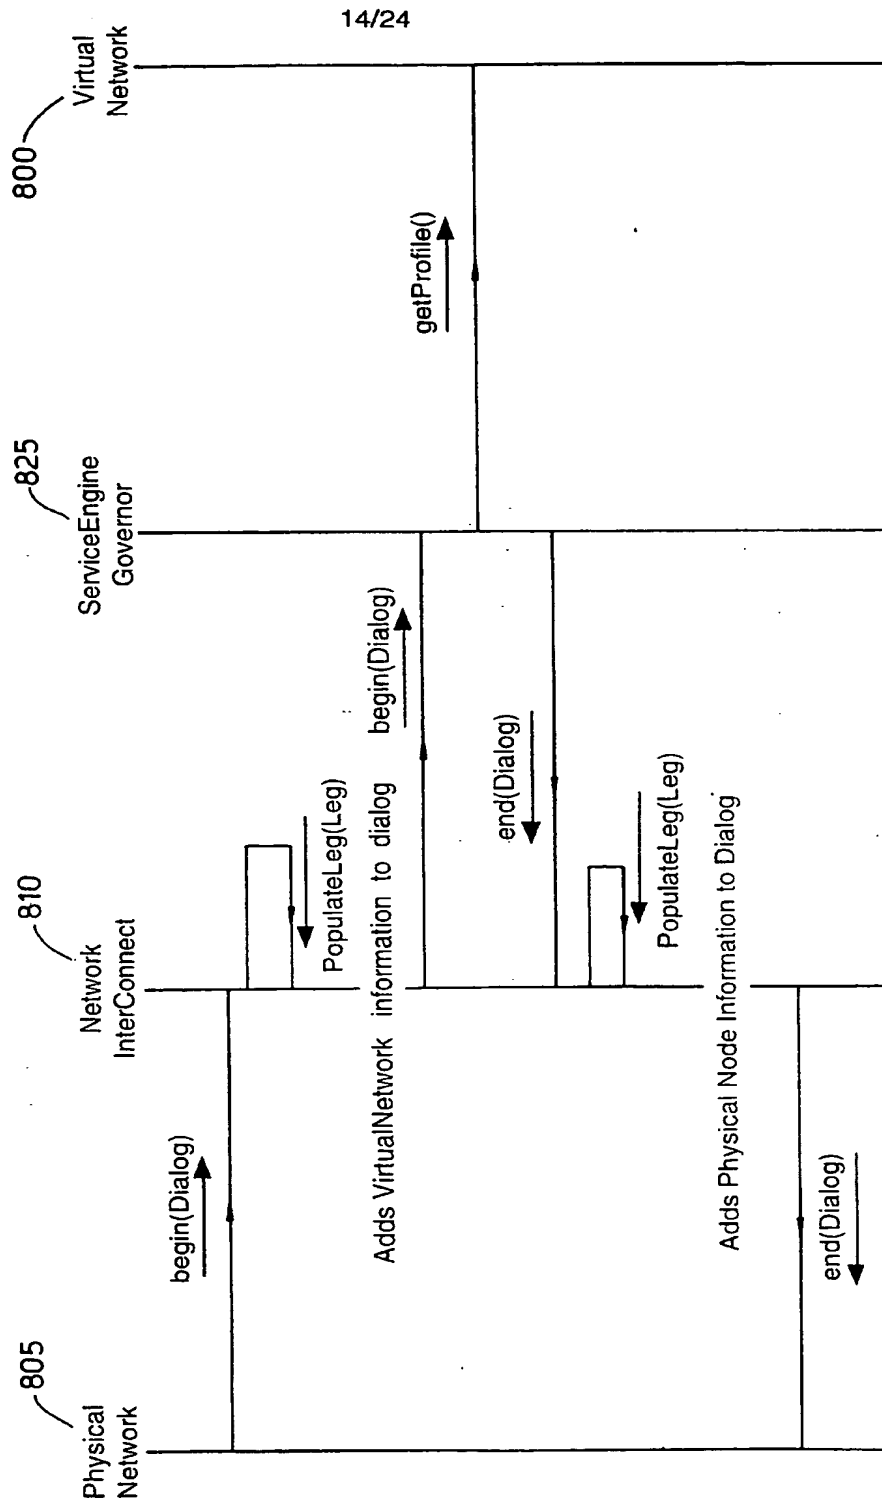 14/24
805
Physical
Network
810
Network
InterConnect
825
ServiceEngine
Governor
800
Virtual
Network
begin(Dialog)
PopulateLeg(Leg)
Adds VirtualNetwork information to dialog
begin(Dialog)
getProfile()
end(Dialog)
PopulateLeg(Leg)
Adds Physical Node Information to Dialog
end(Dialog)